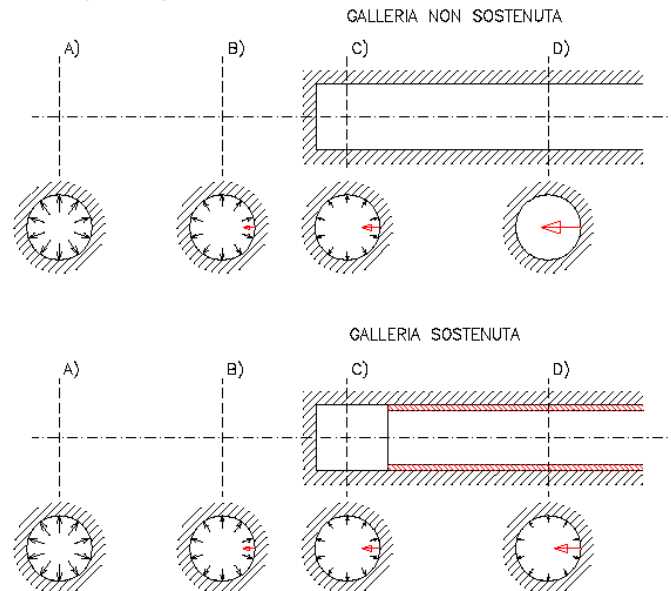 GALLERIA NON SOSTENUTA
A) B) C) D)
GALLERIA SOSTENUTA
A) B) C) D)